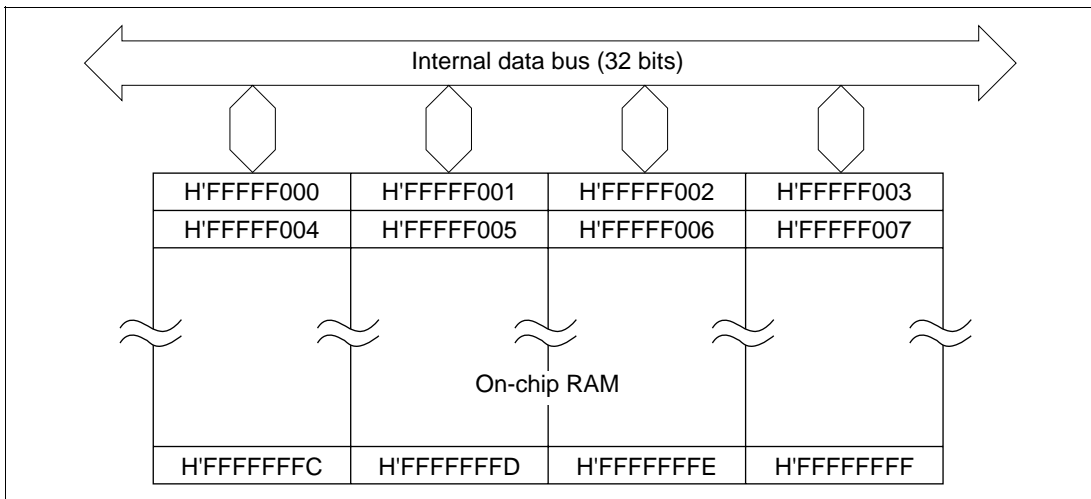 Internal data bus (32 bits)
H'FFFFF000 H'FFFFF001 H'FFFFF002 H'FFFFF003
H'FFFFF004 H'FFFFF005 H'FFFFF006 H'FFFFF007
On-chip RAM
H'FFFFFFFC H'FFFFFFFD H'FFFFFFFE H'FFFFFFFF